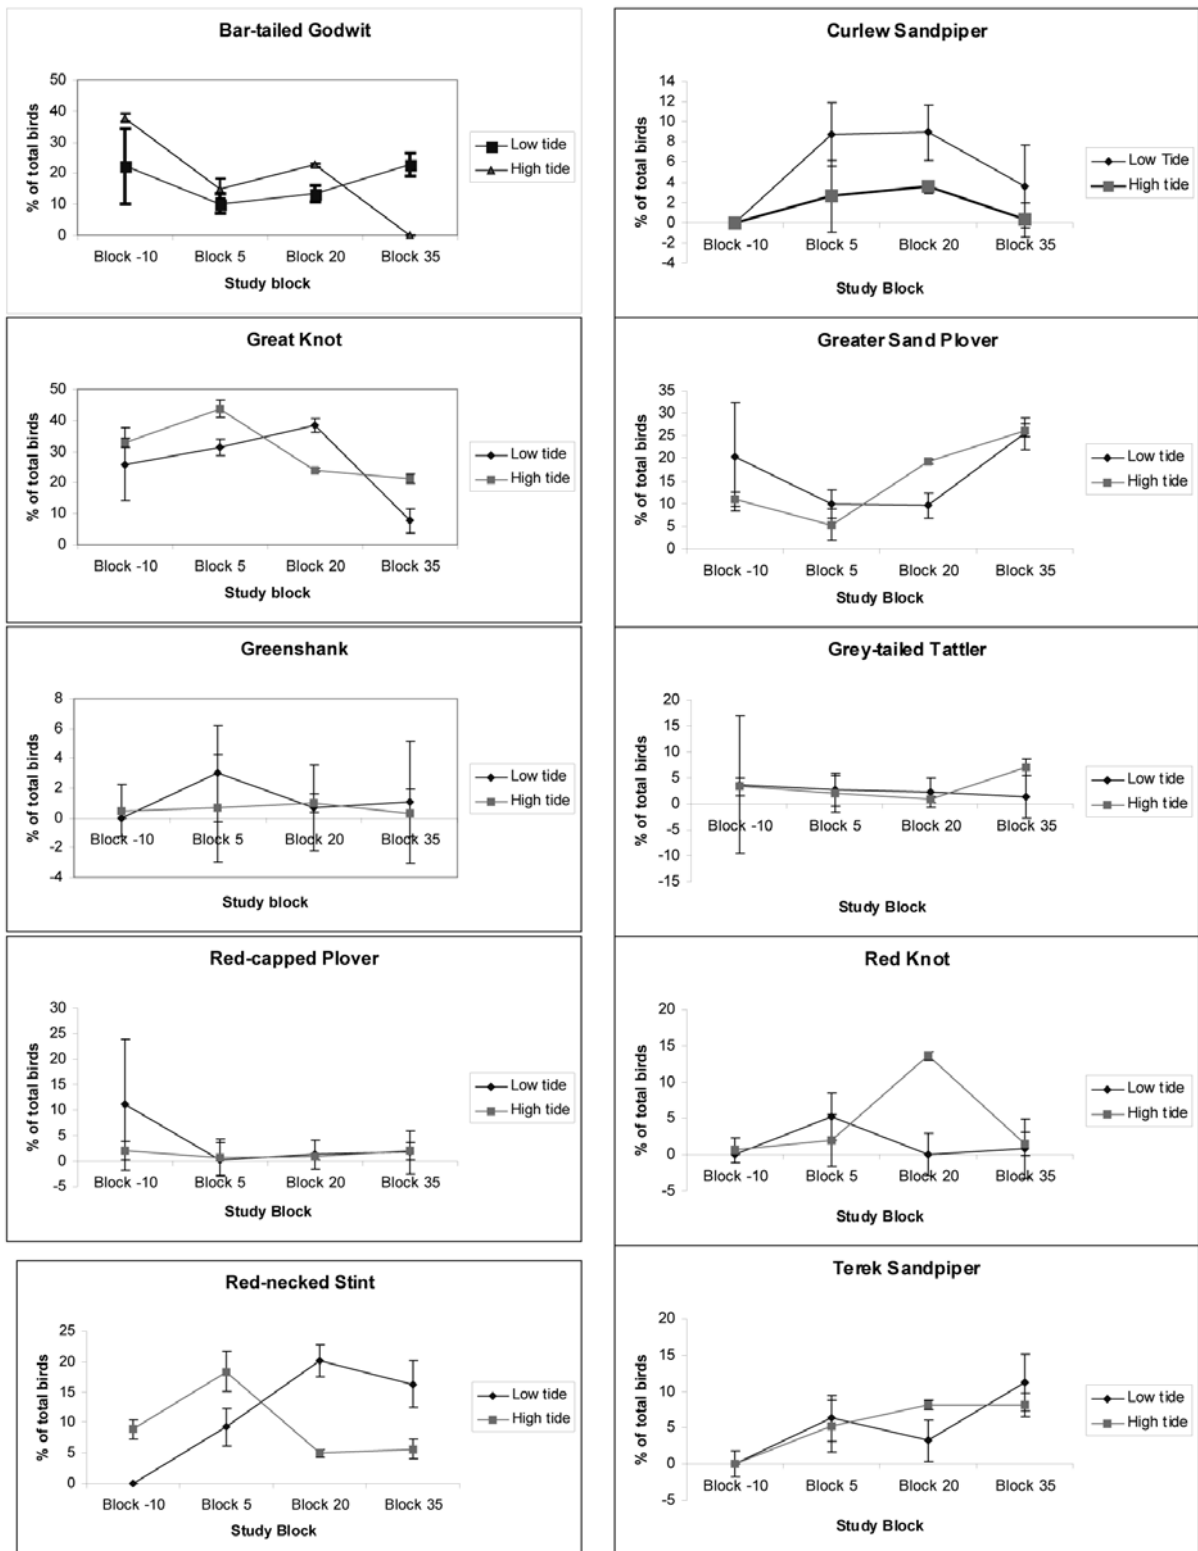 Bar-tailed Godwit
% of total birds
50
40
30
20
10
0
Block -10 Block 5 Block 20 Block 35
Study block
Low tide
High tide
Curlew Sandpiper
% of total birds
14
12
10
8
6
4
2
0
-2
-4
Block -10 Block 5 Block 20 Block 35
Study Block
Low Tide
High tide
Great Knot
% of total birds
50
40
30
20
10
0
Block -10 Block 5 Block 20 Block 35
Study block
Low tide
High tide
Greater Sand Plover
% of total birds
35
30
25
20
15
10
5
0
Block -10 Block 5 Block 20 Block 35
Study Block
Low tide
High tide
Greenshank
% of total birds
8
6
4
2
0
-2
-4
Block -10 Block 5 Block 20 Block 35
Study block
Low tide
High tide
Grey-tailed Tattler
% of total birds
20
15
10
5
0
-5
-10
-15
Block -10 Block 5 Block 20 Block 35
Study Block
Low tide
High tide
Red-capped Plover
% of total birds
30
25
20
15
10
5
0
-5
Block -10 Block 5 Block 20 Block 35
Study Block
Low tide
High tide
Red Knot
% of total birds
20
15
10
5
0
-5
Block -10 Block 5 Block 20 Block 35
Study Block
Low tide
High tide
Red-necked Stint
% of total birds
25
20
15
10
5
0
Block -10 Block 5 Block 20 Block 35
Study Block
Low tide
High tide
Terek Sandpiper
% of total birds
20
15
10
5
0
-5
Block -10 Block 5 Block 20 Block 35
Study Block
Low tide
High tide